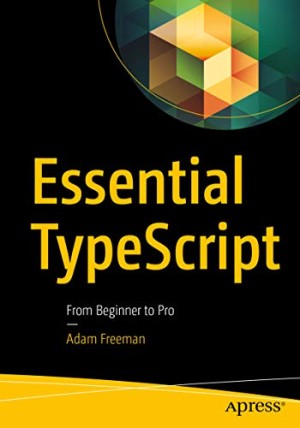 Essential
TypeScript
From Beginner to Pro
—
Adam Freeman
Apress®